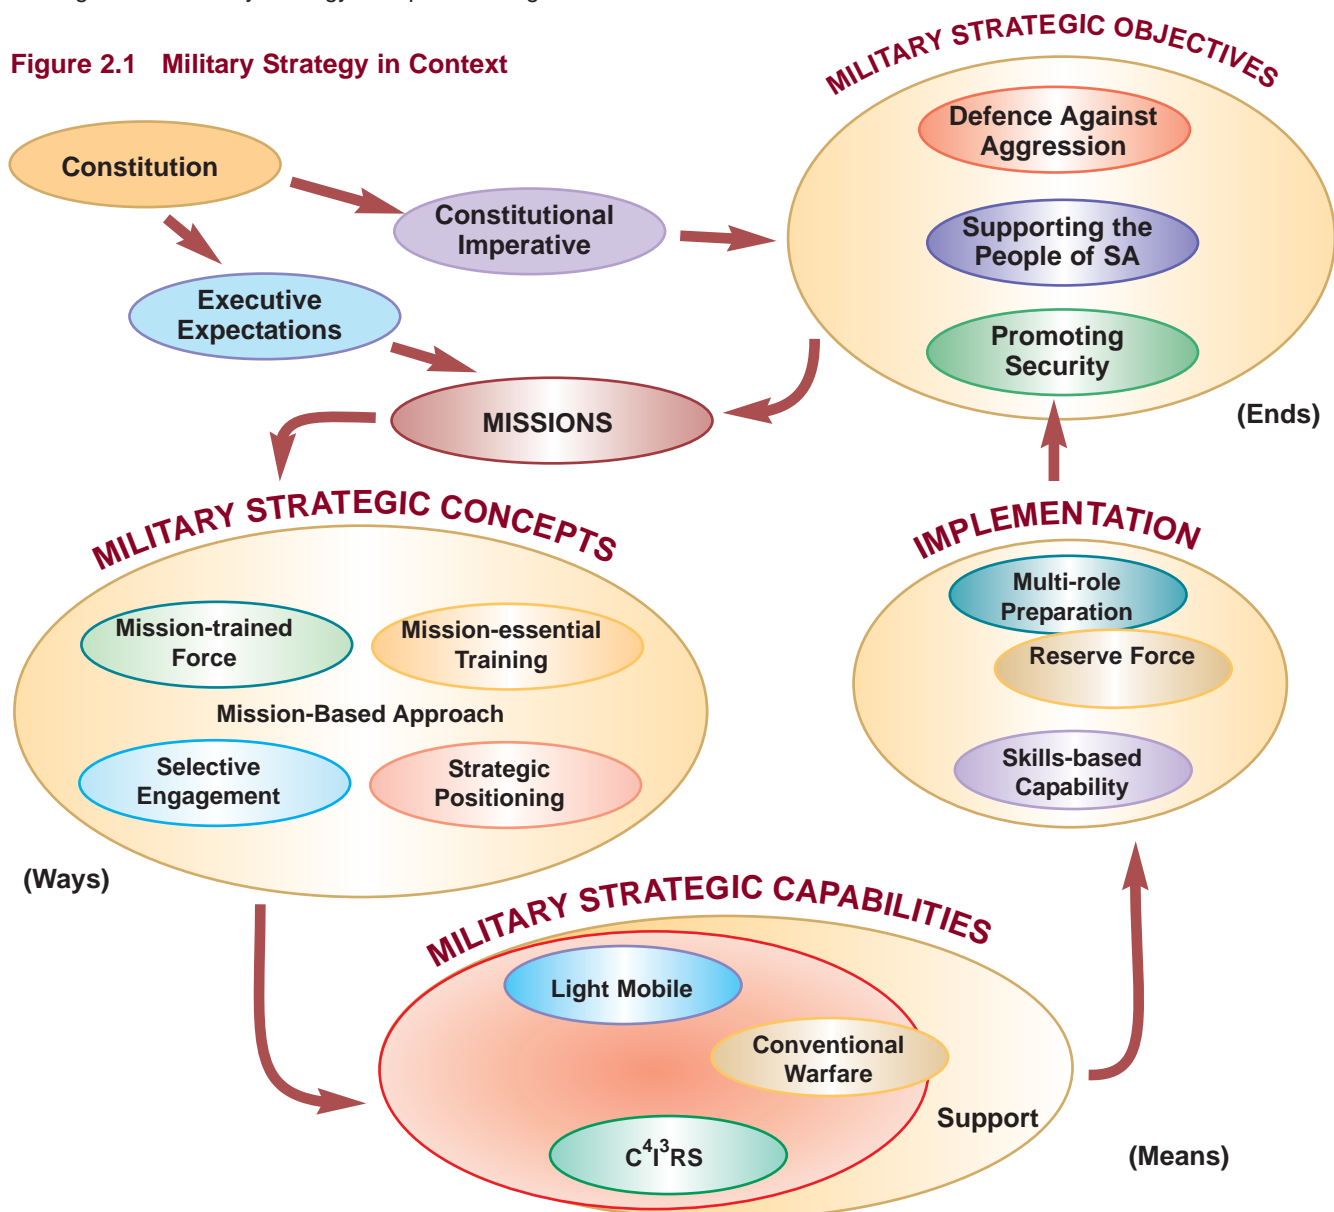 Figure 2.1 Military Strategy in Context
MILITARY STRATEGIC OBJECTIVES
Defence Against
Aggression
Constitution
Constitutional
Imperative
Supporting the
People of SA
Executive
Expectations
Promoting
Security
(Ends)
MISSIONS
MILITARY STRATEGIC CONCEPTS
Mission-trained
Force
Mission-essential
Training
Mission-Based Approach
Selective
Engagement
Strategic
Positioning
(Ways)
IMPLEMENTATION
Multi-role
Preparation
Reserve Force
Skills-based
Capability
MILITARY STRATEGIC CAPABILITIES
Light Mobile
Conventional
Warfare
Support
C⁴I³RS
(Means)